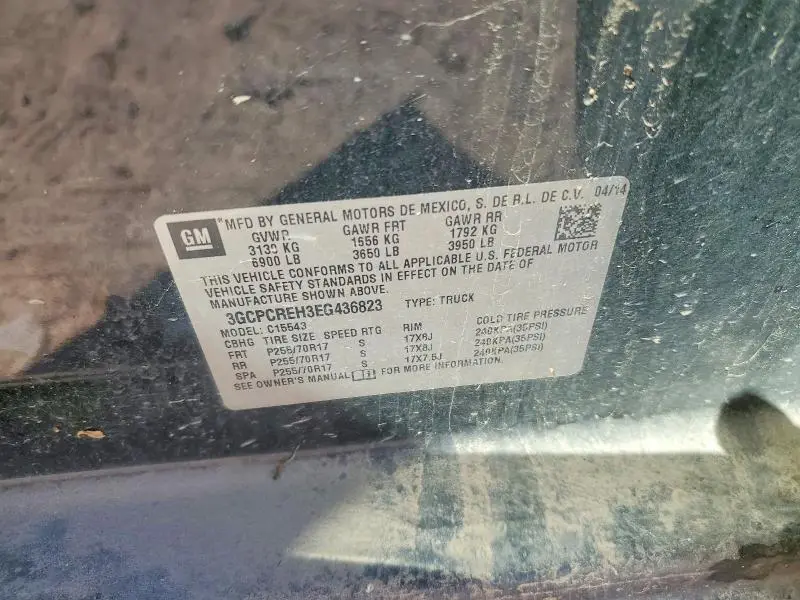 GM
*MFD BY GENERAL MOTORS DE MEXICO, S. DE R.L. DE C.V. 04/14
GVWR GAWR FRT GAWR RR
3130 KG 1656 KG 1792 KG
6900 LB 3650 LB 3950 LB
THIS VEHICLE CONFORMS TO ALL APPLICABLE U.S. FEDERAL MOTOR
VEHICLE SAFETY STANDARDS IN EFFECT ON THE DATE OF
MANUFACTURE SHOWN ABOVE.
3GCPCREH3EG436823 TYPE: TRUCK
MODEL: C15543
CBHG TIRE SIZE SPEED RTG RIM COLD TIRE PRESSURE
FRT P255/70R17 S 17X8J 240KPA(35PSI)
RR P255/70R17 S 17X8J 240KPA(35PSI)
SPA P255/70R17 S 17X7.5J 240KPA(35PSI)
SEE OWNER'S MANUAL FOR MORE INFORMATION.